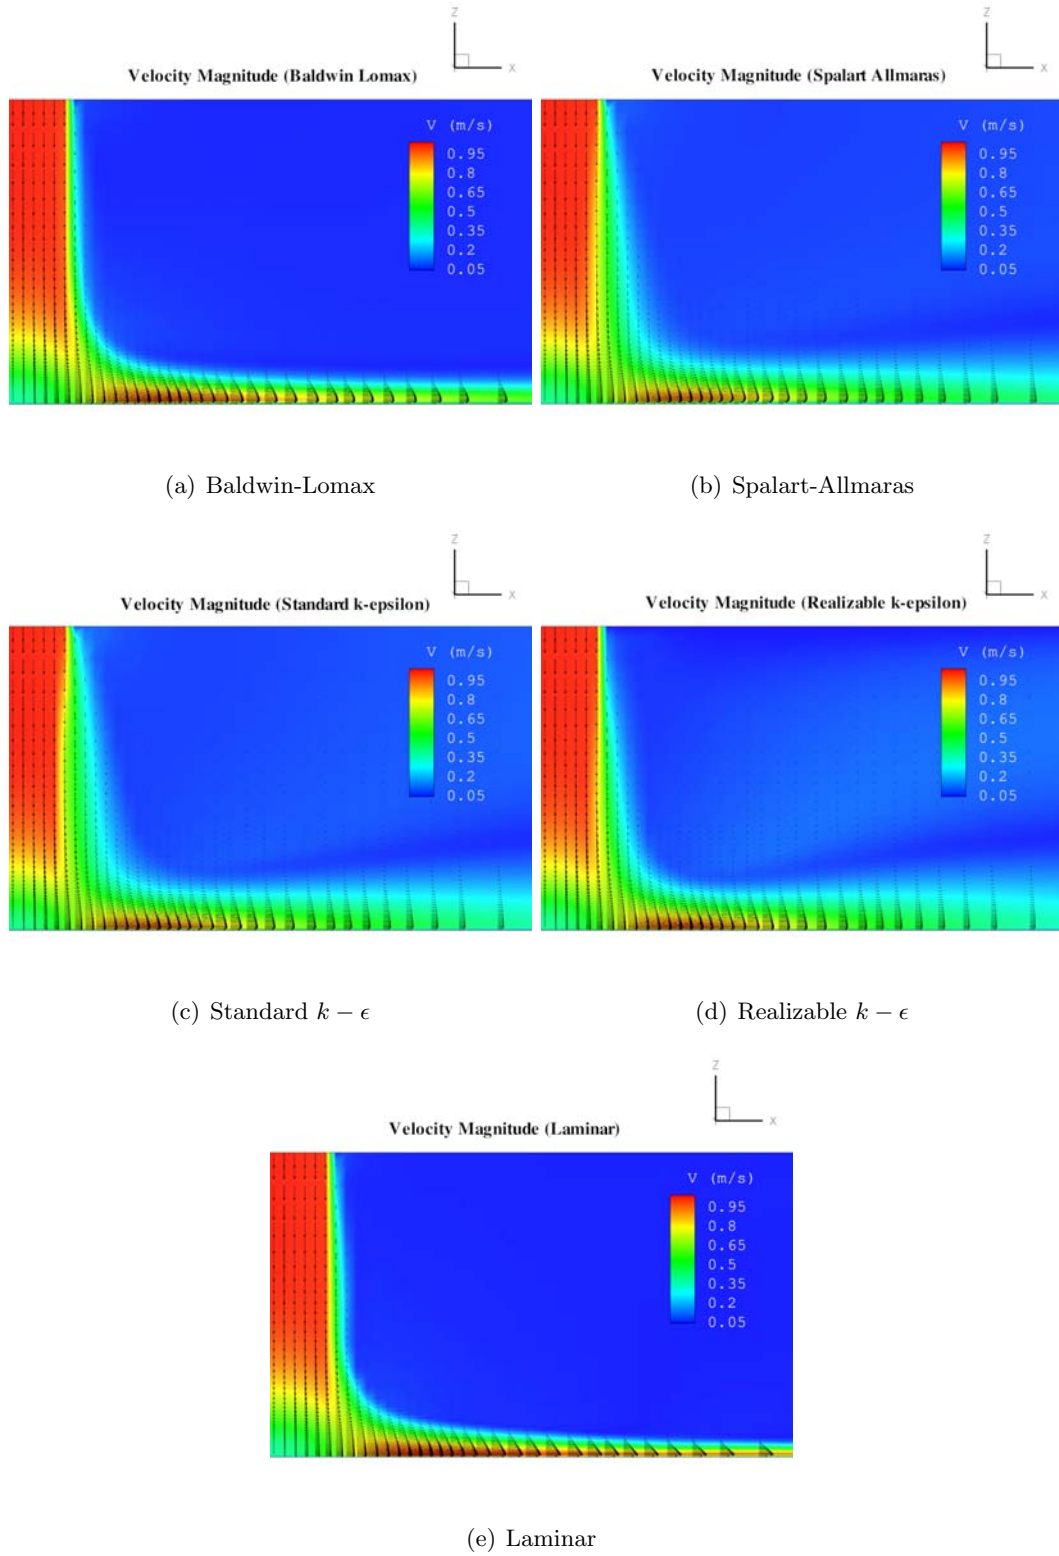 Z
X
Z
X
Velocity Magnitude (Baldwin Lomax)
Velocity Magnitude (Spalart Allmaras)
V (m/s)
0.95
0.8
0.65
0.5
0.35
0.2
0.05
V (m/s)
0.95
0.8
0.65
0.5
0.35
0.2
0.05
(a) Baldwin-Lomax
(b) Spalart-Allmaras
Z
X
Z
X
Velocity Magnitude (Standard k-epsilon)
Velocity Magnitude (Realizable k-epsilon)
V (m/s)
0.95
0.8
0.65
0.5
0.35
0.2
0.05
V (m/s)
0.95
0.8
0.65
0.5
0.35
0.2
0.05
(c) Standard k − ϵ
(d) Realizable k − ϵ
Z
X
Velocity Magnitude (Laminar)
V (m/s)
0.95
0.8
0.65
0.5
0.35
0.2
0.05
(e) Laminar